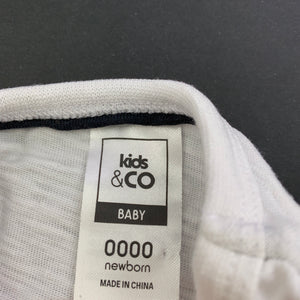 kids
&CO
BABY
0000
newborn
MADE IN CHINA